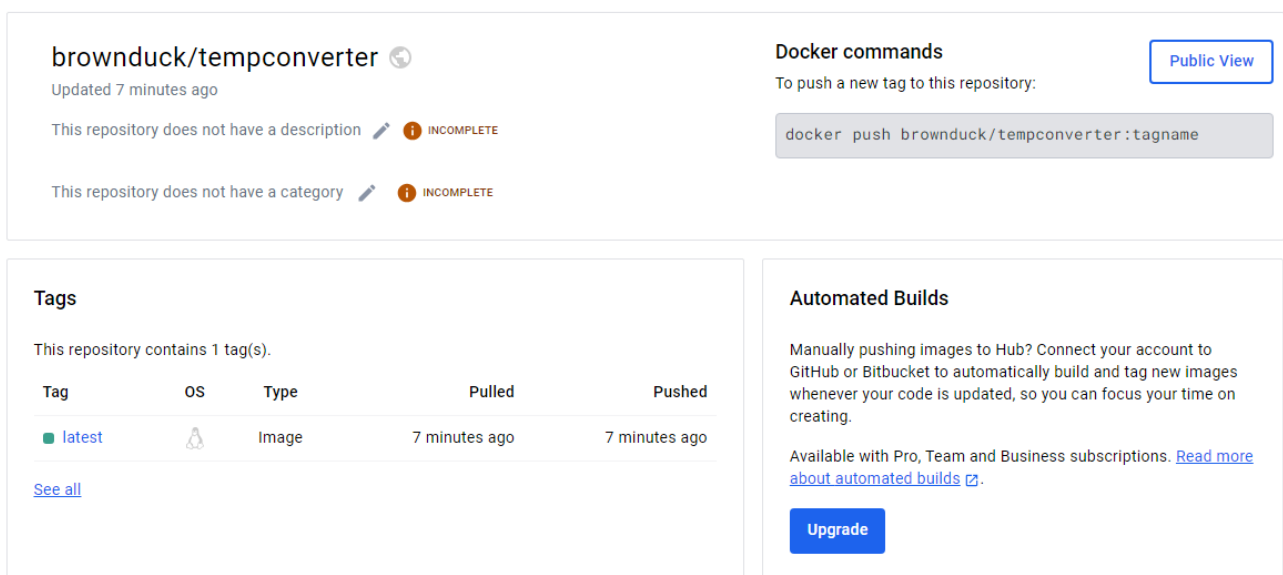 brownduck/tempconverter
Updated 7 minutes ago
This repository does not have a description
INCOMPLETE
This repository does not have a category
INCOMPLETE
Docker commands
Public View
To push a new tag to this repository:
docker push brownduck/tempconverter:tagname
Tags
This repository contains 1 tag(s).
Tag OS Type Pulled Pushed
latest Image 7 minutes ago 7 minutes ago
See all
Automated Builds
Manually pushing images to Hub? Connect your account to
GitHub or Bitbucket to automatically build and tag new images
whenever your code is updated, so you can focus your time on
creating.
Available with Pro, Team and Business subscriptions. Read more
about automated builds .
Upgrade